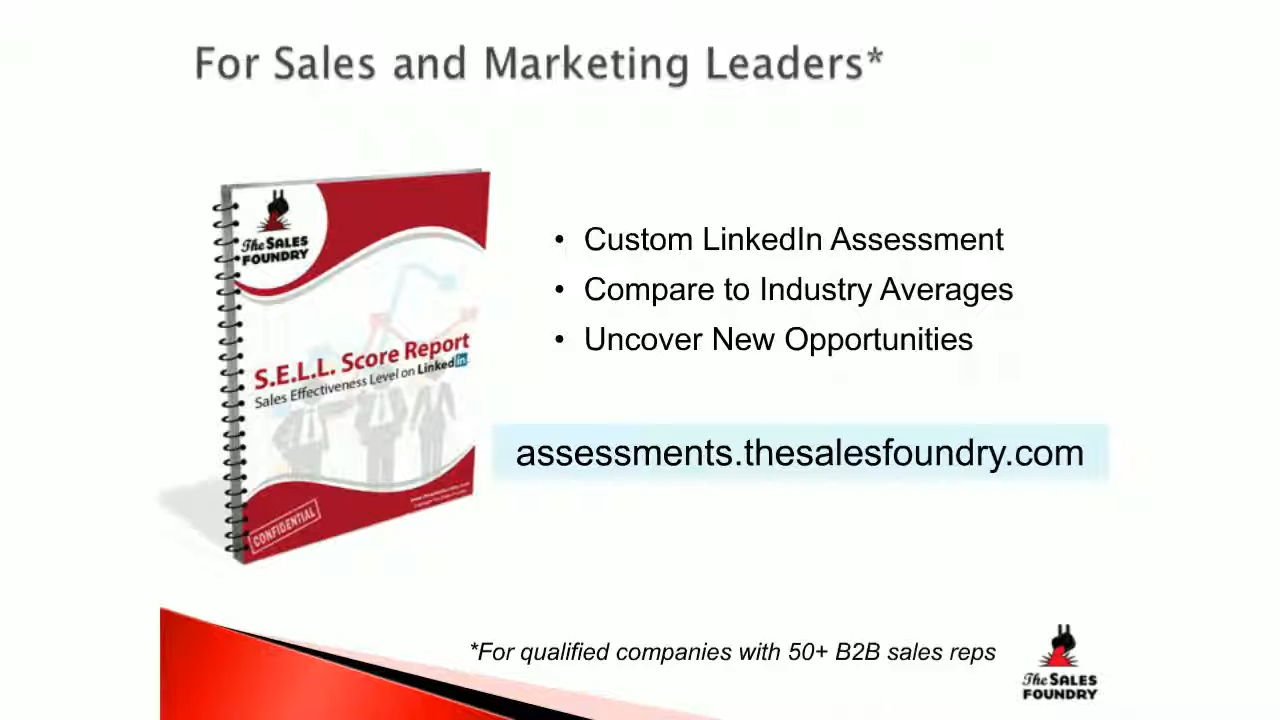 For Sales and Marketing Leaders*
The SALES
FOUNDRY
S.E.L.L. Score Report
Sales Effectiveness Level on Linkedin
CONFIDENTIAL
• Custom LinkedIn Assessment
• Compare to Industry Averages
• Uncover New Opportunities
assessments.thesalesfoundry.com
*For qualified companies with 50+ B2B sales reps
The SALES
FOUNDRY